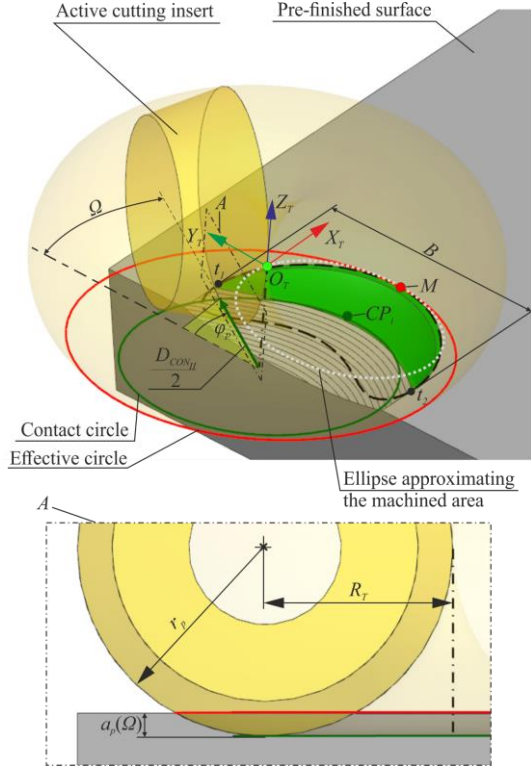 Active cutting insert
Pre-finished surface
Ω
A
Z_T
Y_T
X_T
B
t_1
O_T
M
CP_i
φ_r
D_CON_II
2
t_2
Contact circle
Effective circle
Ellipse approximating
the machined area
A
r_p
R_T
a_p(Ω)